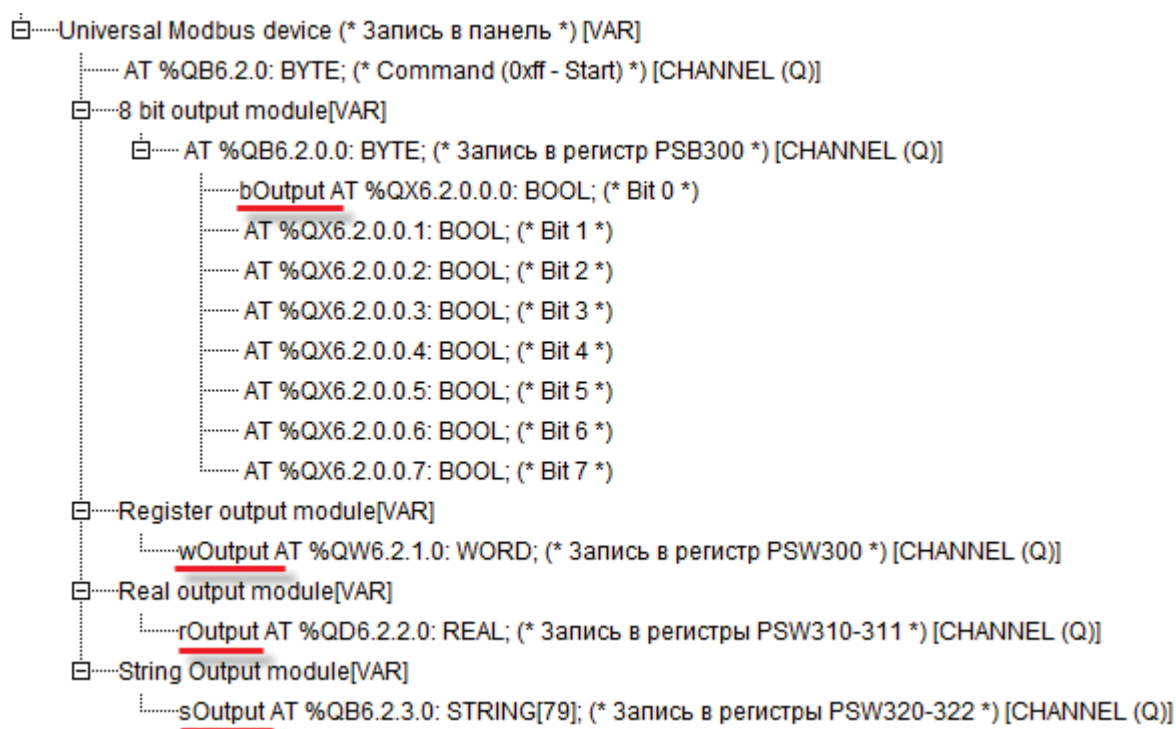 Universal Modbus device (* Запись в панель *) [VAR]
AT %QB6.2.0: BYTE; (* Command (0xff - Start) *) [CHANNEL (Q)]
8 bit output module[VAR]
AT %QB6.2.0.0: BYTE; (* Запись в регистр PSB300 *) [CHANNEL (Q)]
bOutput AT %QX6.2.0.0.0: BOOL; (* Bit 0 *)
AT %QX6.2.0.0.1: BOOL; (* Bit 1 *)
AT %QX6.2.0.0.2: BOOL; (* Bit 2 *)
AT %QX6.2.0.0.3: BOOL; (* Bit 3 *)
AT %QX6.2.0.0.4: BOOL; (* Bit 4 *)
AT %QX6.2.0.0.5: BOOL; (* Bit 5 *)
AT %QX6.2.0.0.6: BOOL; (* Bit 6 *)
AT %QX6.2.0.0.7: BOOL; (* Bit 7 *)
Register output module[VAR]
wOutput AT %QW6.2.1.0: WORD; (* Запись в регистр PSW300 *) [CHANNEL (Q)]
Real output module[VAR]
rOutput AT %QD6.2.2.0: REAL; (* Запись в регистры PSW310-311 *) [CHANNEL (Q)]
String Output module[VAR]
sOutput AT %QB6.2.3.0: STRING[79]; (* Запись в регистры PSW320-322 *) [CHANNEL (Q)]